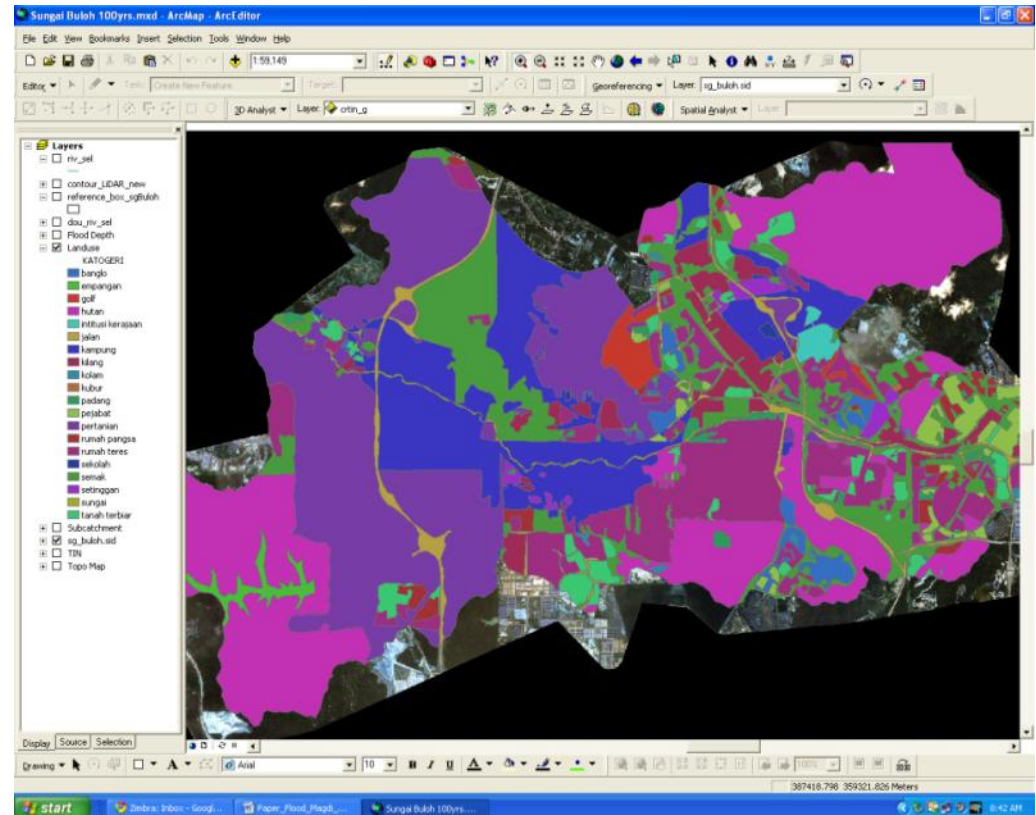 Sungai Buloh 100yrs.mxd - ArcMap - ArcEditor
File Edit View Bookmarks Insert Selection Tools Window Help
1:59,149
Editor Task: Create New Feature Target: Georeferencing Layer: sg_buloh.sid
3D Analyst Layer: crtin_g Spatial Analyst Layer:
Layers
riv_sel
contour_LiDAR_new
reference_box_sgBuloh
dou_riv_sel
Flood Depth
Landuse
KATOGERI
banglo
empangan
golf
hutan
intitusi kerajaan
jalan
kampung
kilang
kolam
kubur
padang
pejabat
pertanian
rumah pangsa
rumah teres
sekolah
semak
setinggan
sungai
tanah terbiar
Subcatchment
sg_buloh.sid
TIN
Topo Map
Display Source Selection
Drawing A Arial 10 B I U A
100%
387418.798 359321.826 Meters
start Zimbra: Inbox - Googl... Paper_Flood_Magdi_... Sungai Buloh 100yrs.... 8:42 AM